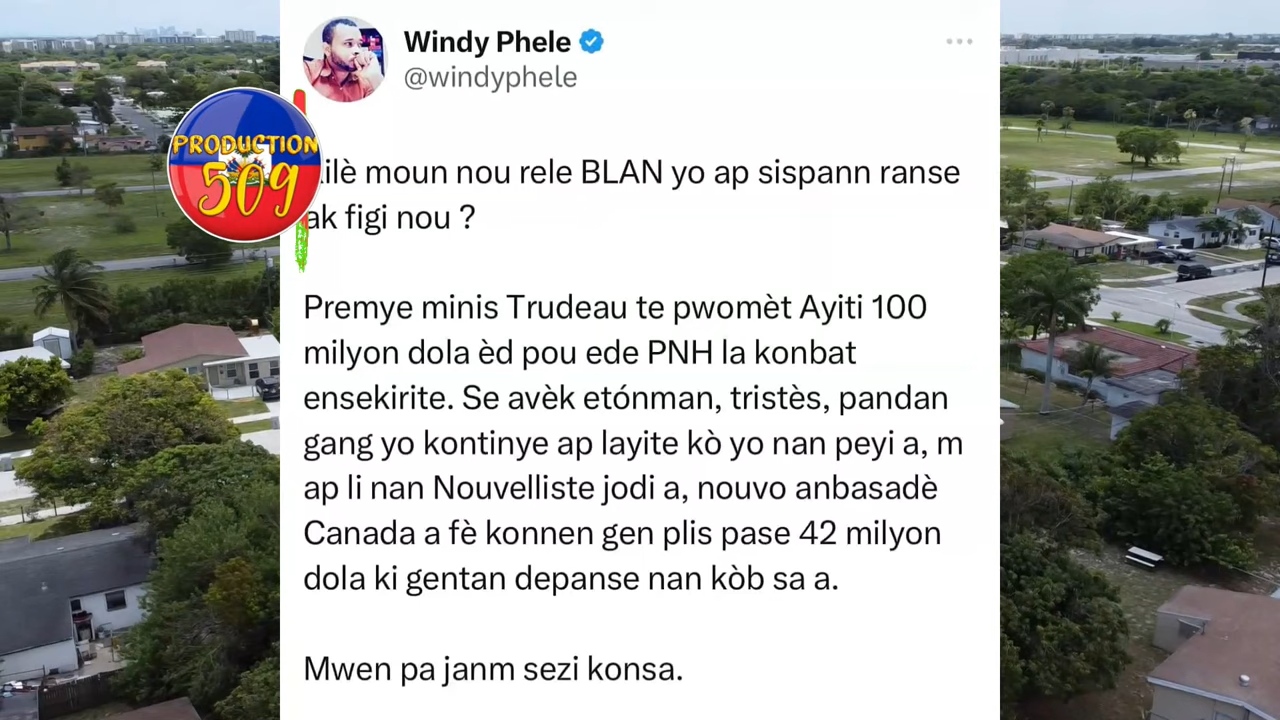 Windy Phele
@windyphele
PRODUCTION
509
moun nou rele BLAN yo ap sispann ranse
ak figi nou ?
Premye minis Trudeau te pwomèt Ayiti 100
milyon dola èd pou ede PNH la konbat
ensekirite. Se avèk etónman, tristès, pandan
gang yo kontinye ap layite kò yo nan peyi a, m
ap li nan Nouvelliste jodi a, nouvo anbasadè
Canada a fè konnen gen plis pase 42 milyon
dola ki gentan depanse nan kòb sa a.
Mwen pa janm sezi konsa.